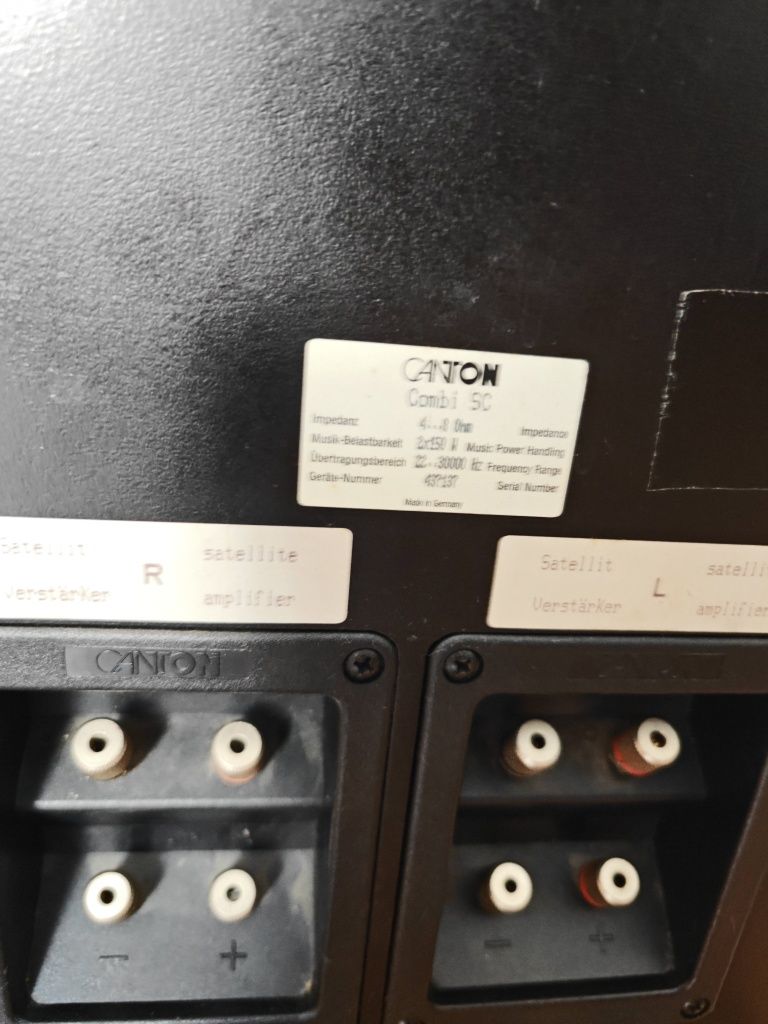 CANTON
Combi SC
Impedanz 4...8 Ohm Impedance
Musik-Belastbarkeit 2x150 W Music Power Handling
Übertragungsbereich 22...30000 Hz Frequency Range
Geräte-Nummer 437137 Serial Number
Made in Germany
Satellit R satellite
Verstärker amplifier
Satellit L
Verstärker amplifier
CANTON
- +
- +